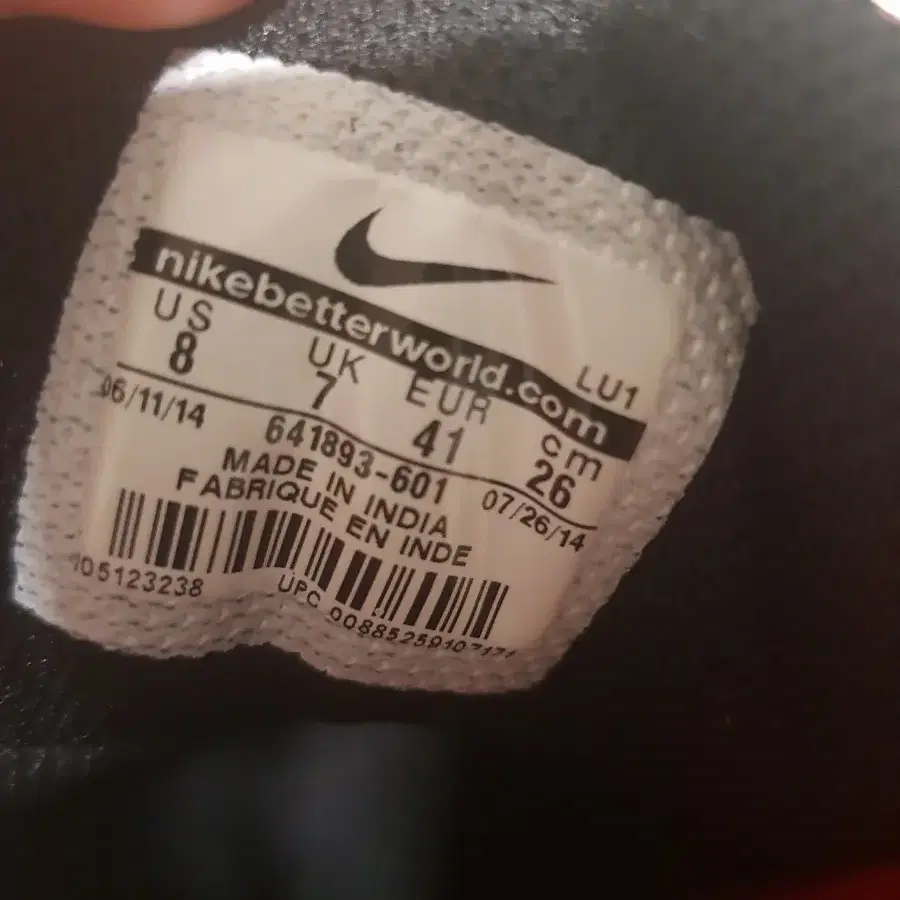 nikebetterworld.com
LU1
US UK EUR cm
8 7 41 26
06/11/14 641893-601 07/26/14
MADE IN INDIA
FABRIQUE EN INDE
105123238 UPC 00885259107171